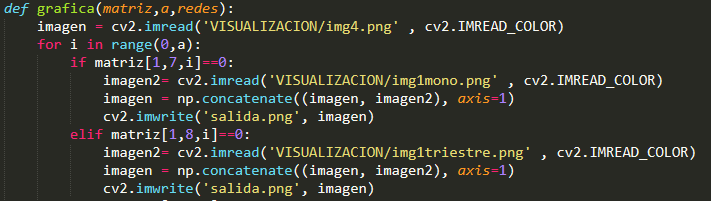 def grafica(matriz,a,redes):
imagen = cv2.imread('VISUALIZACION/img4.png' , cv2.IMREAD_COLOR)
for i in range(0,a):
if matriz[1,7,i]==0:
imagen2= cv2.imread('VISUALIZACION/img1mono.png' , cv2.IMREAD_COLOR)
imagen = np.concatenate((imagen, imagen2), axis=1)
cv2.imwrite('salida.png', imagen)
elif matriz[1,8,i]==0:
imagen2= cv2.imread('VISUALIZACION/img1triestre.png' , cv2.IMREAD_COLOR)
imagen = np.concatenate((imagen, imagen2), axis=1)
cv2.imwrite('salida.png', imagen)